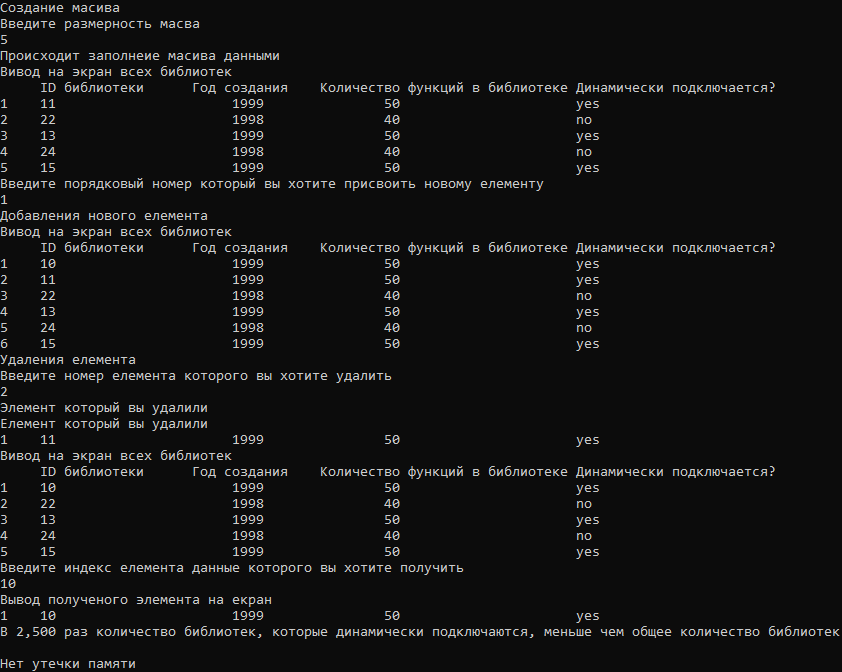 Создание масива
Введите размерность масва
5
Происходит заполнеие масива данными
Вивод на экран всех библиотек
ID библиотеки Год создания Количество функций в библиотеке Динамически подключается?
1 11 1999 50 yes
2 22 1998 40 no
3 13 1999 50 yes
4 24 1998 40 no
5 15 1999 50 yes
Введите порядковый номер который вы хотите присвоить новому елементу
1
Добавления нового елемента
Вивод на экран всех библиотек
ID библиотеки Год создания Количество функций в библиотеке Динамически подключается?
1 10 1999 50 yes
2 11 1999 50 yes
3 22 1998 40 no
4 13 1999 50 yes
5 24 1998 40 no
6 15 1999 50 yes
Удаления елемента
Введите номер елемента которого вы хотите удалить
2
Элемент который вы удалили
Елемент который вы удалили
1 11 1999 50 yes
Вывод на экран всех библиотек
ID библиотеки Год создания Количество функций в библиотеке Динамически подключается?
1 10 1999 50 yes
2 22 1998 40 no
3 13 1999 50 yes
4 24 1998 40 no
5 15 1999 50 yes
Введите индекс елемента данные которого вы хотите получить
10
Вывод полученого элемента на екран
1 10 1999 50 yes
В 2,500 раз количество библиотек, которые динамически подключаются, меньше чем общее количество библиотек
Нет утечки памяти